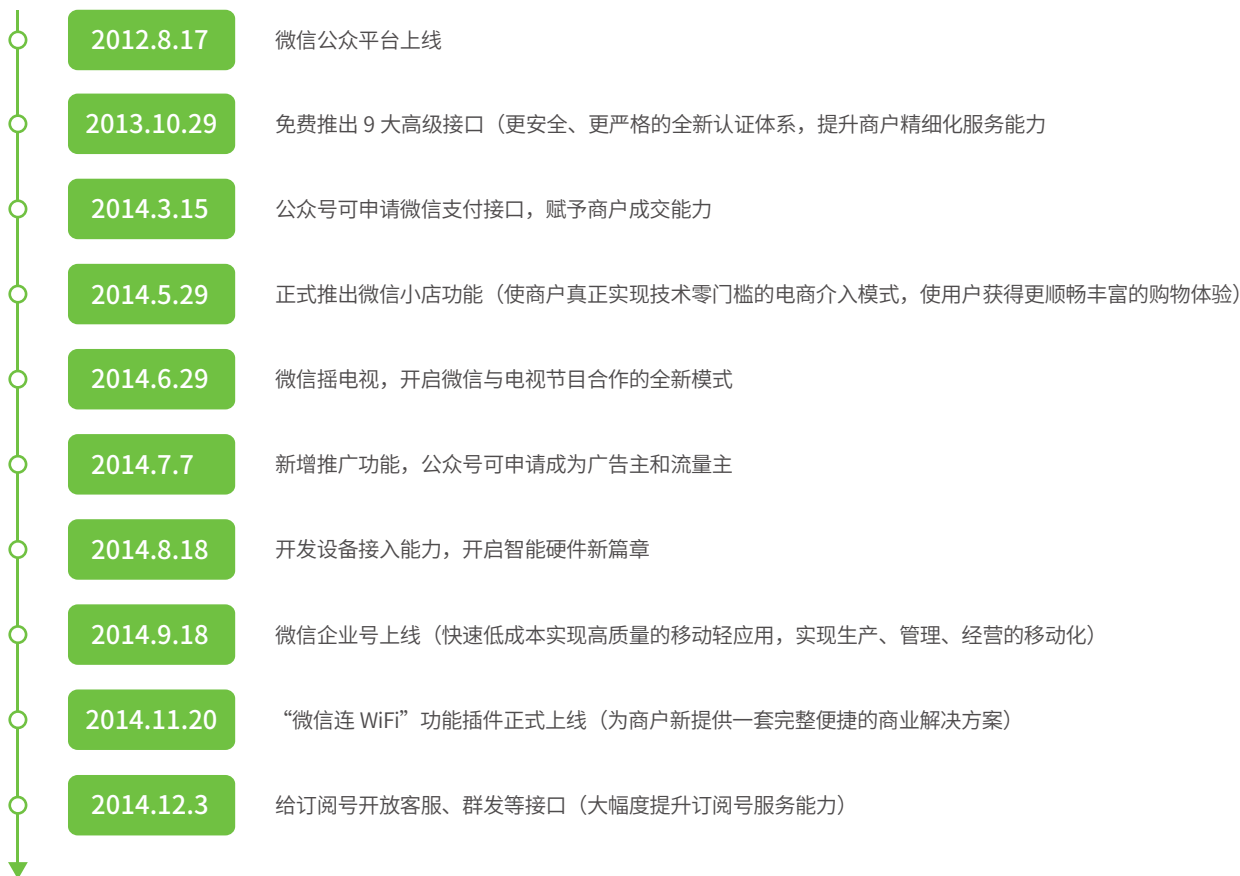 2012.8.17 微信公众平台上线
2013.10.29 免费推出 9 大高级接口（更安全、更严格的全新认证体系，提升商户精细化服务能力
2014.3.15 公众号可申请微信支付接口，赋予商户成交能力
2014.5.29 正式推出微信小店功能（使商户真正实现技术零门槛的电商介入模式，使用户获得更顺畅丰富的购物体验）
2014.6.29 微信摇电视，开启微信与电视节目合作的全新模式
2014.7.7 新增推广功能，公众号可申请成为广告主和流量主
2014.8.18 开发设备接入能力，开启智能硬件新篇章
2014.9.18 微信企业号上线（快速低成本实现高质量的移动轻应用，实现生产、管理、经营的移动化）
2014.11.20 “微信连 WiFi”功能插件正式上线（为商户新提供一套完整便捷的商业解决方案）
2014.12.3 给订阅号开放客服、群发等接口（大幅度提升订阅号服务能力）